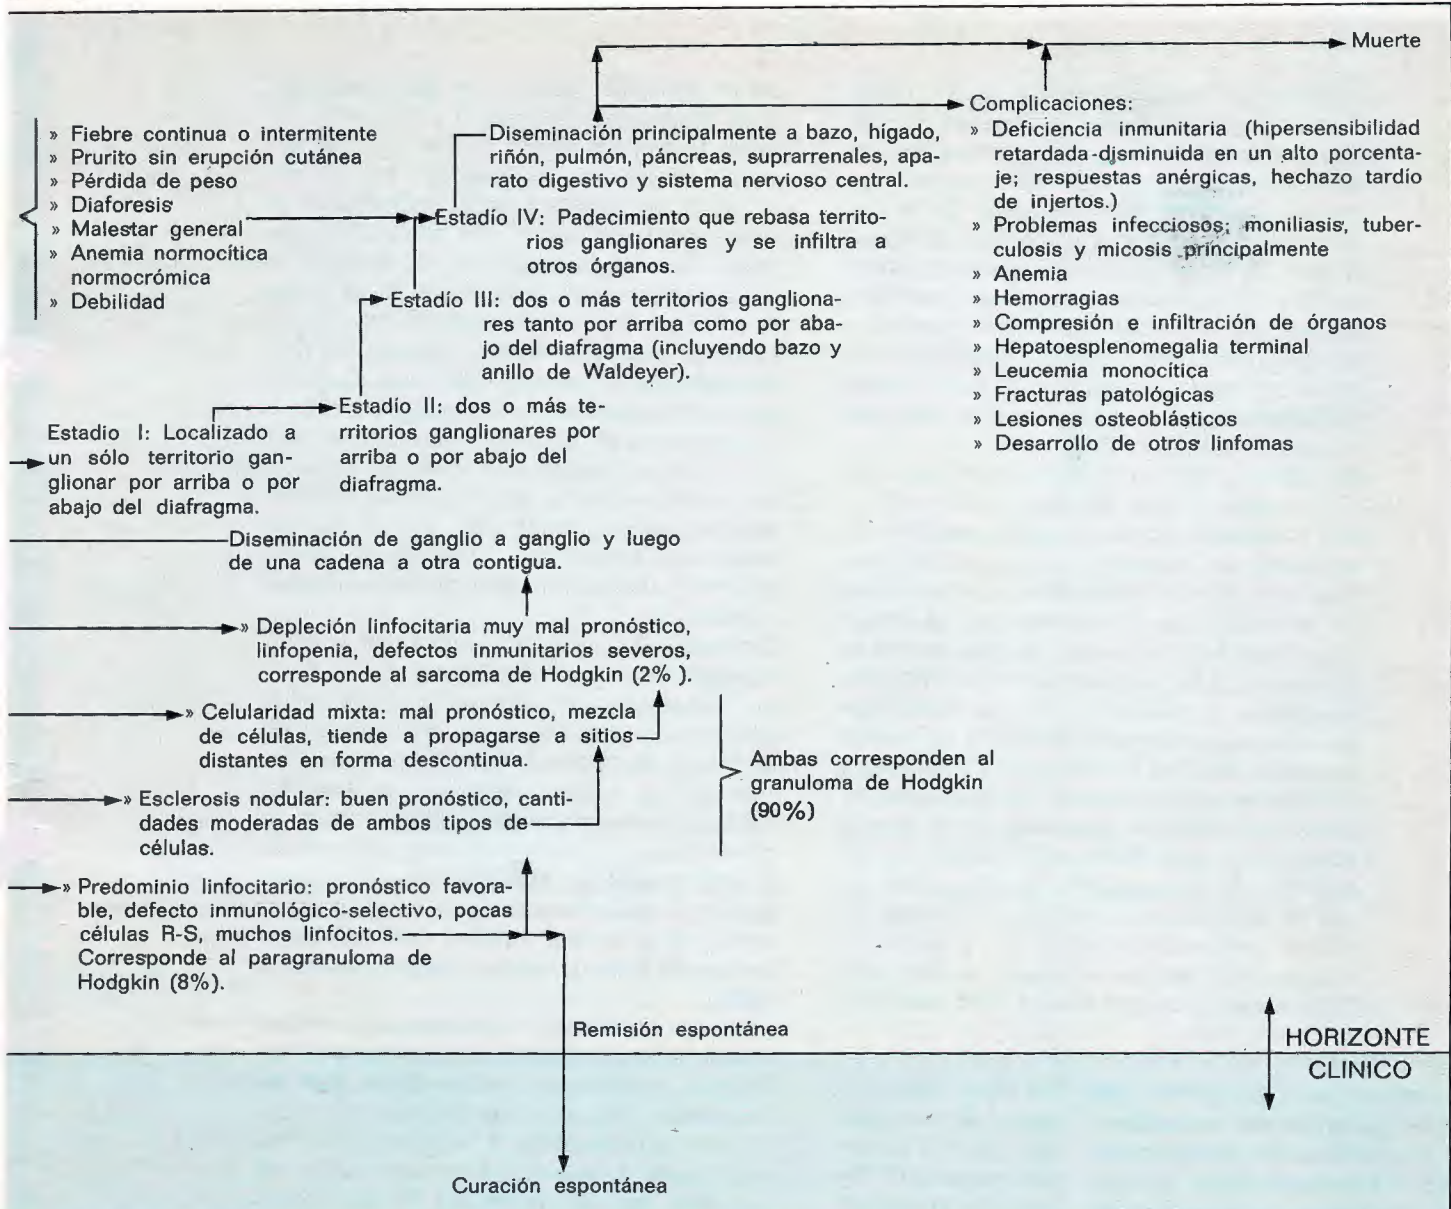 Muerte
» Fiebre continua o intermitente
» Prurito sin erupción cutánea
» Pérdida de peso
» Diaforesis
» Malestar general
» Anemia normocítica
normocrómica
» Debilidad
Diseminación principalmente a bazo, hígado,
riñón, pulmón, páncreas, suprarrenales, apa-
rato digestivo y sistema nervioso central.
Estadío IV: Padecimiento que rebasa territo-
rios ganglionares y se infiltra a
otros órganos.
Estadío III: dos o más territorios gangliona-
res tanto por arriba como por aba-
jo del diafragma (incluyendo bazo y
anillo de Waldeyer).
Estadío II: dos o más te-
rritorios ganglionares por
arriba o por abajo del
diafragma.
Estadio I: Localizado a
un sólo territorio gan-
glionar por arriba o por
abajo del diafragma.
Complicaciones:
» Deficiencia inmunitaria (hipersensibilidad
retardada-disminuida en un alto porcenta-
je; respuestas anérgicas, hechazo tardío
de injertos.)
» Problemas infecciosos; moniliasis, tuber-
culosis y micosis principalmente
» Anemia
» Hemorragias
» Compresión e infiltración de órganos
» Hepatoesplenomegalia terminal
» Leucemia monocítica
» Fracturas patológicas
» Lesiones osteoblásticos
» Desarrollo de otros linfomas
Diseminación de ganglio a ganglio y luego
de una cadena a otra contigua.
» Depleción linfocitaria muy mal pronóstico,
linfopenia, defectos inmunitarios severos,
corresponde al sarcoma de Hodgkin (2% ).
» Celularidad mixta: mal pronóstico, mezcla
de células, tiende a propagarse a sitios
distantes en forma descontinua.
» Esclerosis nodular: buen pronóstico, canti-
dades moderadas de ambos tipos de
células.
Ambas corresponden al
granuloma de Hodgkin
(90%)
» Predominio linfocitario: pronóstico favora-
ble, defecto inmunológico-selectivo, pocas
células R-S, muchos linfocitos.
Corresponde al paragranuloma de
Hodgkin (8%).
Remisión espontánea
HORIZONTE
CLINICO
Curación espontánea